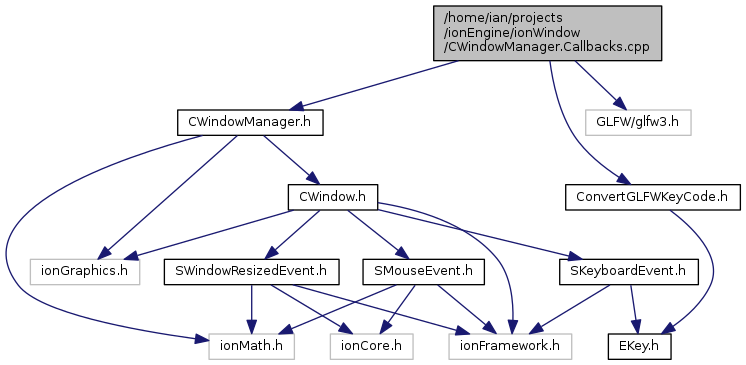 /home/ian/projects
/ionEngine/ionWindow
/CWindowManager.Callbacks.cpp
CWindowManager.h
GLFW/glfw3.h
CWindow.h
ConvertGLFWKeyCode.h
ionGraphics.h
SWindowResizedEvent.h
SMouseEvent.h
SKeyboardEvent.h
ionMath.h
ionCore.h
ionFramework.h
EKey.h